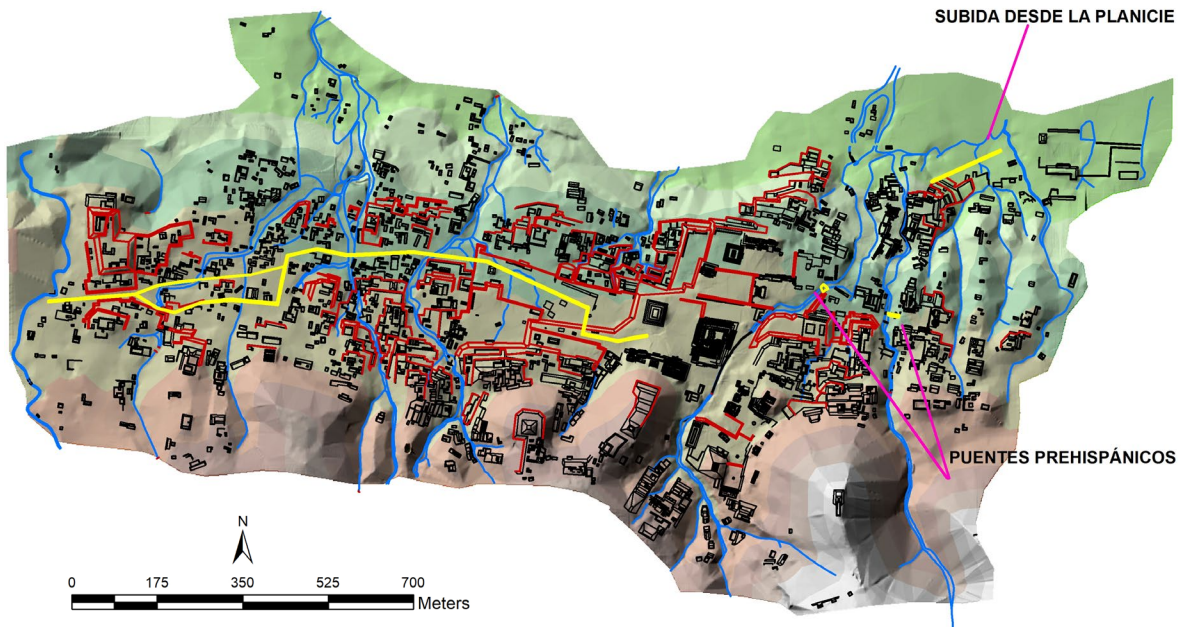 SUBIDA DESDE LA PLANICIE
PUENTES PREHISPÁNICOS
N
0 175 350 525 700
Meters